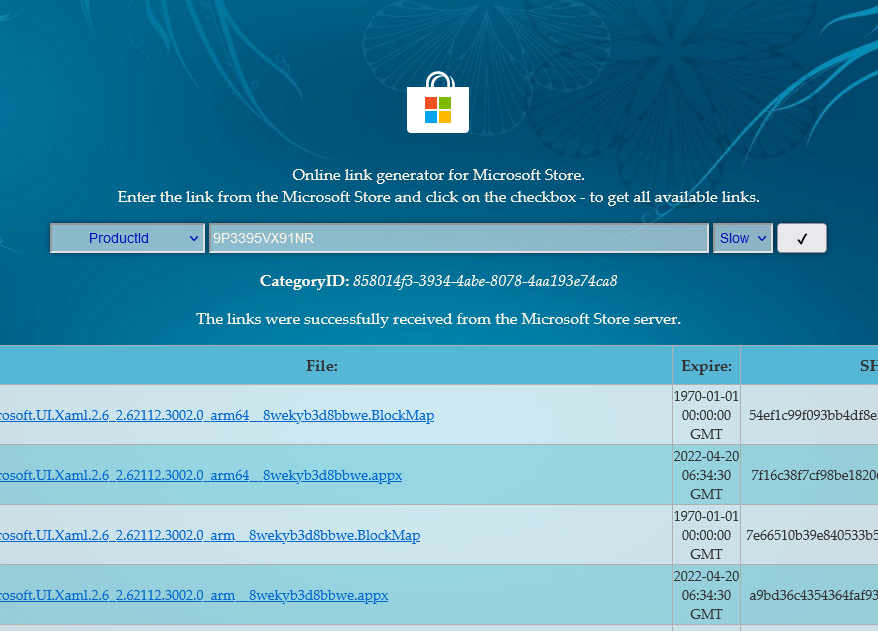 Online link generator for Microsoft Store.
Enter the link from the Microsoft Store and click on the checkbox - to get all available links.
ProductId 9P3395VX91NR Slow ✓
CategoryID: 858014f3-3934-4abe-8078-4aa193e74ca8
The links were successfully received from the Microsoft Store server.
File: Expire: SH
rosoft.UI.Xaml.2.6_2.62112.3002.0_arm64__8wekyb3d8bbwe.BlockMap
1970-01-01
00:00:00
GMT
54ef1c99f093bb4df8e
rosoft.UI.Xaml.2.6_2.62112.3002.0_arm64__8wekyb3d8bbwe.appx
2022-04-20
06:34:30
GMT
7f16c38f7cf98be1820
rosoft.UI.Xaml.2.6_2.62112.3002.0_arm__8wekyb3d8bbwe.BlockMap
1970-01-01
00:00:00
GMT
7e66510b39e840533b5
rosoft.UI.Xaml.2.6_2.62112.3002.0_arm__8wekyb3d8bbwe.appx
2022-04-20
06:34:30
GMT
a9bd36c4354364faf93